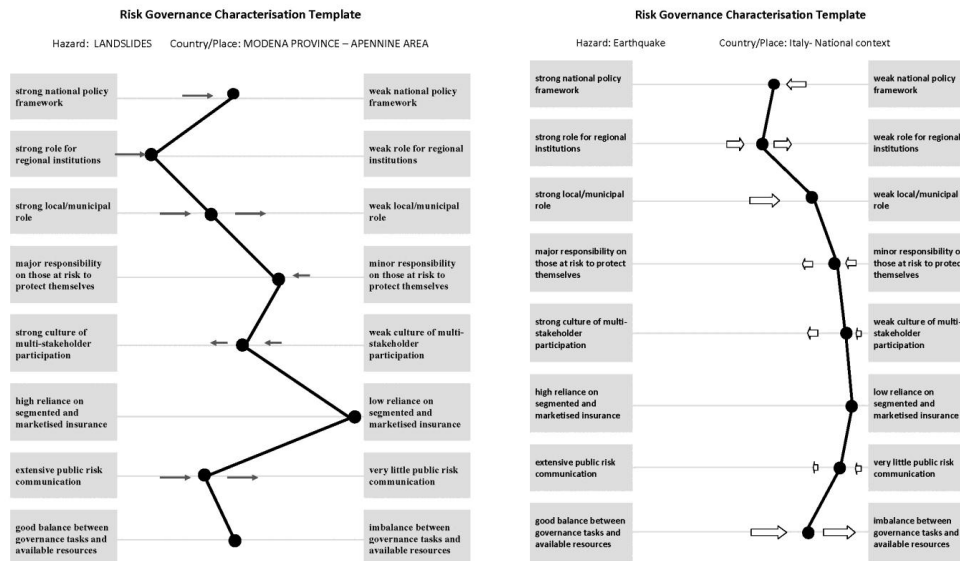 Risk Governance Characterisation Template
Hazard: LANDSLIDES Country/Place: MODENA PROVINCE – APENNINE AREA
strong national policy
framework
weak national policy
framework
strong role for
regional institutions
weak role for regional
institutions
strong local/municipal
role
weak local/municipal
role
major responsibility
on those at risk to
protect themselves
minor responsibility
on those at risk to
protect themselves
strong culture of
multi-stakeholder
participation
weak culture of multi-
stakeholder
participation
high reliance on
segmented and
marketised insurance
low reliance on
segmented and
marketised insurance
extensive public risk
communication
very little public risk
communication
good balance between
governance tasks and
available resources
imbalance between
governance tasks and
available resources
Risk Governance Characterisation Template
Hazard: Earthquake Country/Place: Italy- National context
strong national policy
framework
weak national policy
framework
strong role for regional
institutions
weak role for regional
institutions
strong local/municipal
role
weak local/municipal
role
major responsibility on
those at risk to protect
themselves
minor responsibility on
those at risk to protect
themselves
strong culture of multi-
stakeholder
participation
weak culture of multi-
stakeholder
participation
high reliance on
segmented and
marketised insurance
low reliance on
segmented and
marketised insurance
extensive public risk
communication
very little public risk
communication
good balance between
governance tasks and
available resources
imbalance between
governance tasks and
available resources